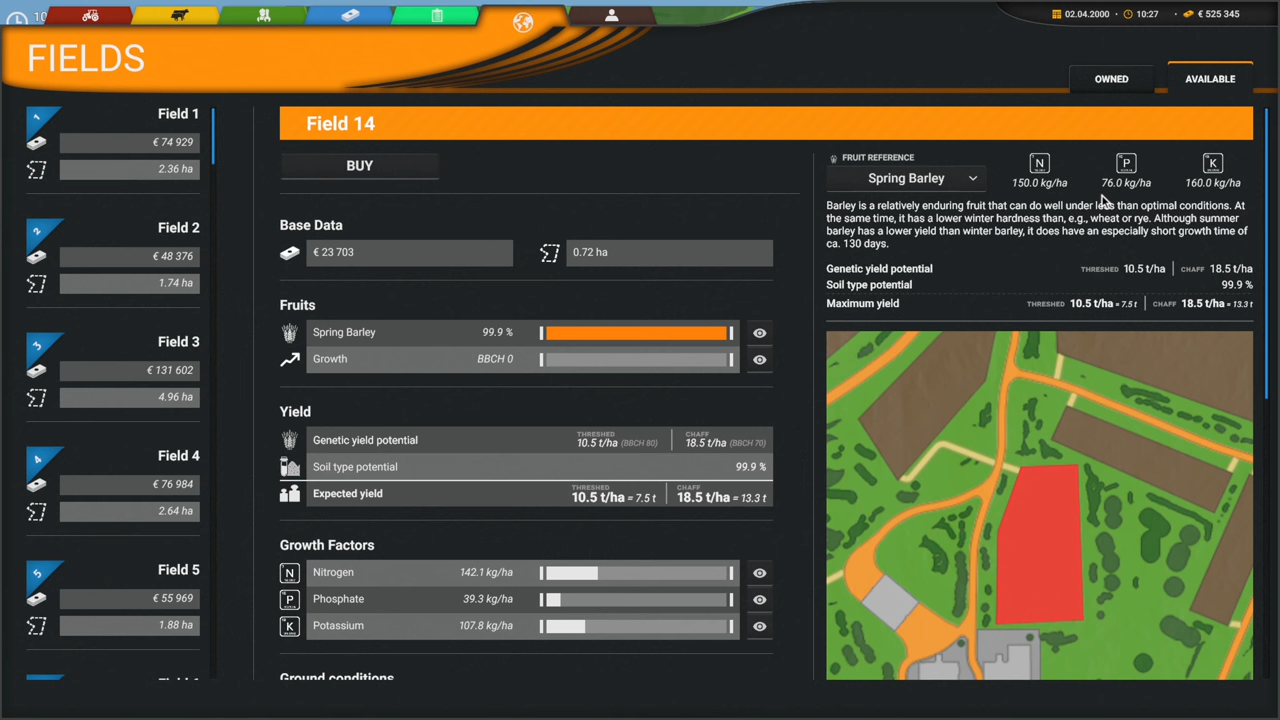 10
02.04.2000 • 10:27 • € 525 345
FIELDS
OWNED
AVAILABLE
1
Field 1
€ 74 929
2.36 ha
2
Field 2
€ 48 376
1.74 ha
3
Field 3
€ 131 602
4.96 ha
4
Field 4
€ 76 984
2.64 ha
5
Field 5
€ 55 969
1.88 ha
Field 14
BUY
Base Data
€ 23 703
0.72 ha
Fruits
Spring Barley 99.9 %
Growth BBCH 0
Yield
Genetic yield potential THRESHED 10.5 t/ha (BBCH 80) CHAFF 18.5 t/ha (BBCH 70)
Soil type potential 99.9 %
Expected yield THRESHED 10.5 t/ha = 7.5 t CHAFF 18.5 t/ha = 13.3 t
Growth Factors
N Nitrogen 142.1 kg/ha
P Phosphate 39.3 kg/ha
K Potassium 107.8 kg/ha
Ground conditions
FRUIT REFERENCE
Spring Barley
N 150.0 kg/ha
P 76.0 kg/ha
K 160.0 kg/ha
Barley is a relatively enduring fruit that can do well under less than optimal conditions. At
the same time, it has a lower winter hardness than, e.g., wheat or rye. Although summer
barley has a lower yield than winter barley, it does have an especially short growth time of
ca. 130 days.
Genetic yield potential THRESHED 10.5 t/ha CHAFF 18.5 t/ha
Soil type potential 99.9 %
Maximum yield THRESHED 10.5 t/ha = 7.5 t CHAFF 18.5 t/ha = 13.3 t